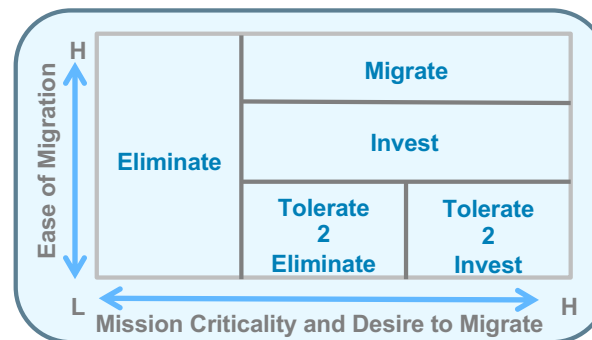 H
Migrate
Ease of Migration
Eliminate
Invest
Tolerate
2
Eliminate
Tolerate
2
Invest
L
H
Mission Criticality and Desire to Migrate